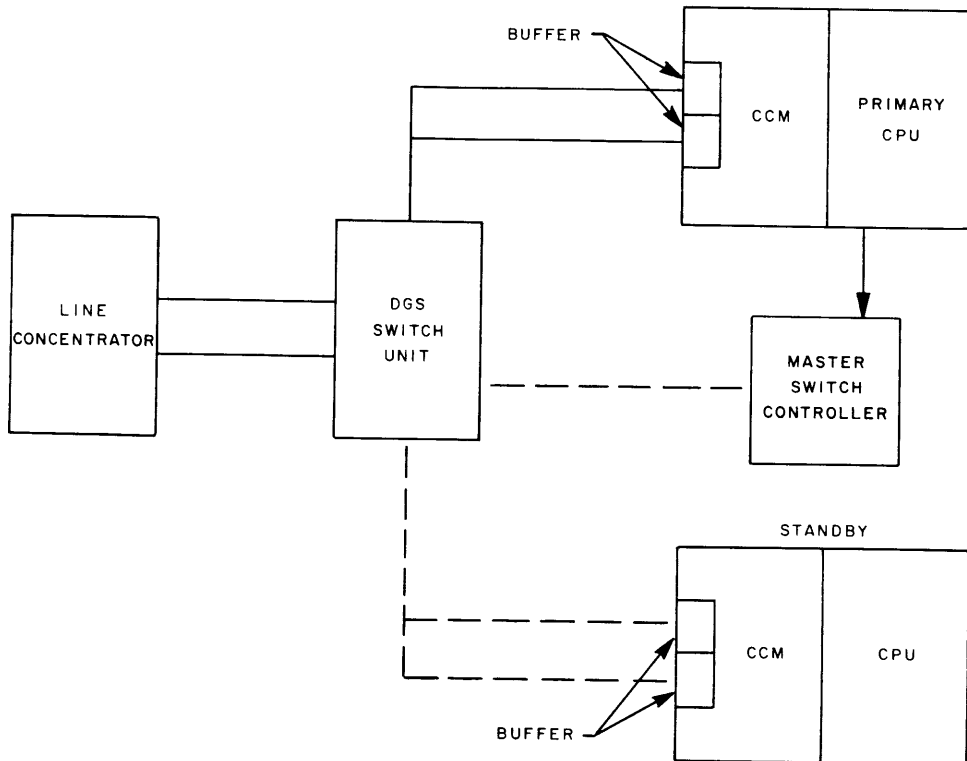 BUFFER
CCM
PRIMARY
CPU
LINE
CONCENTRATOR
DGS
SWITCH
UNIT
MASTER
SWITCH
CONTROLLER
STANDBY
CCM
CPU
BUFFER